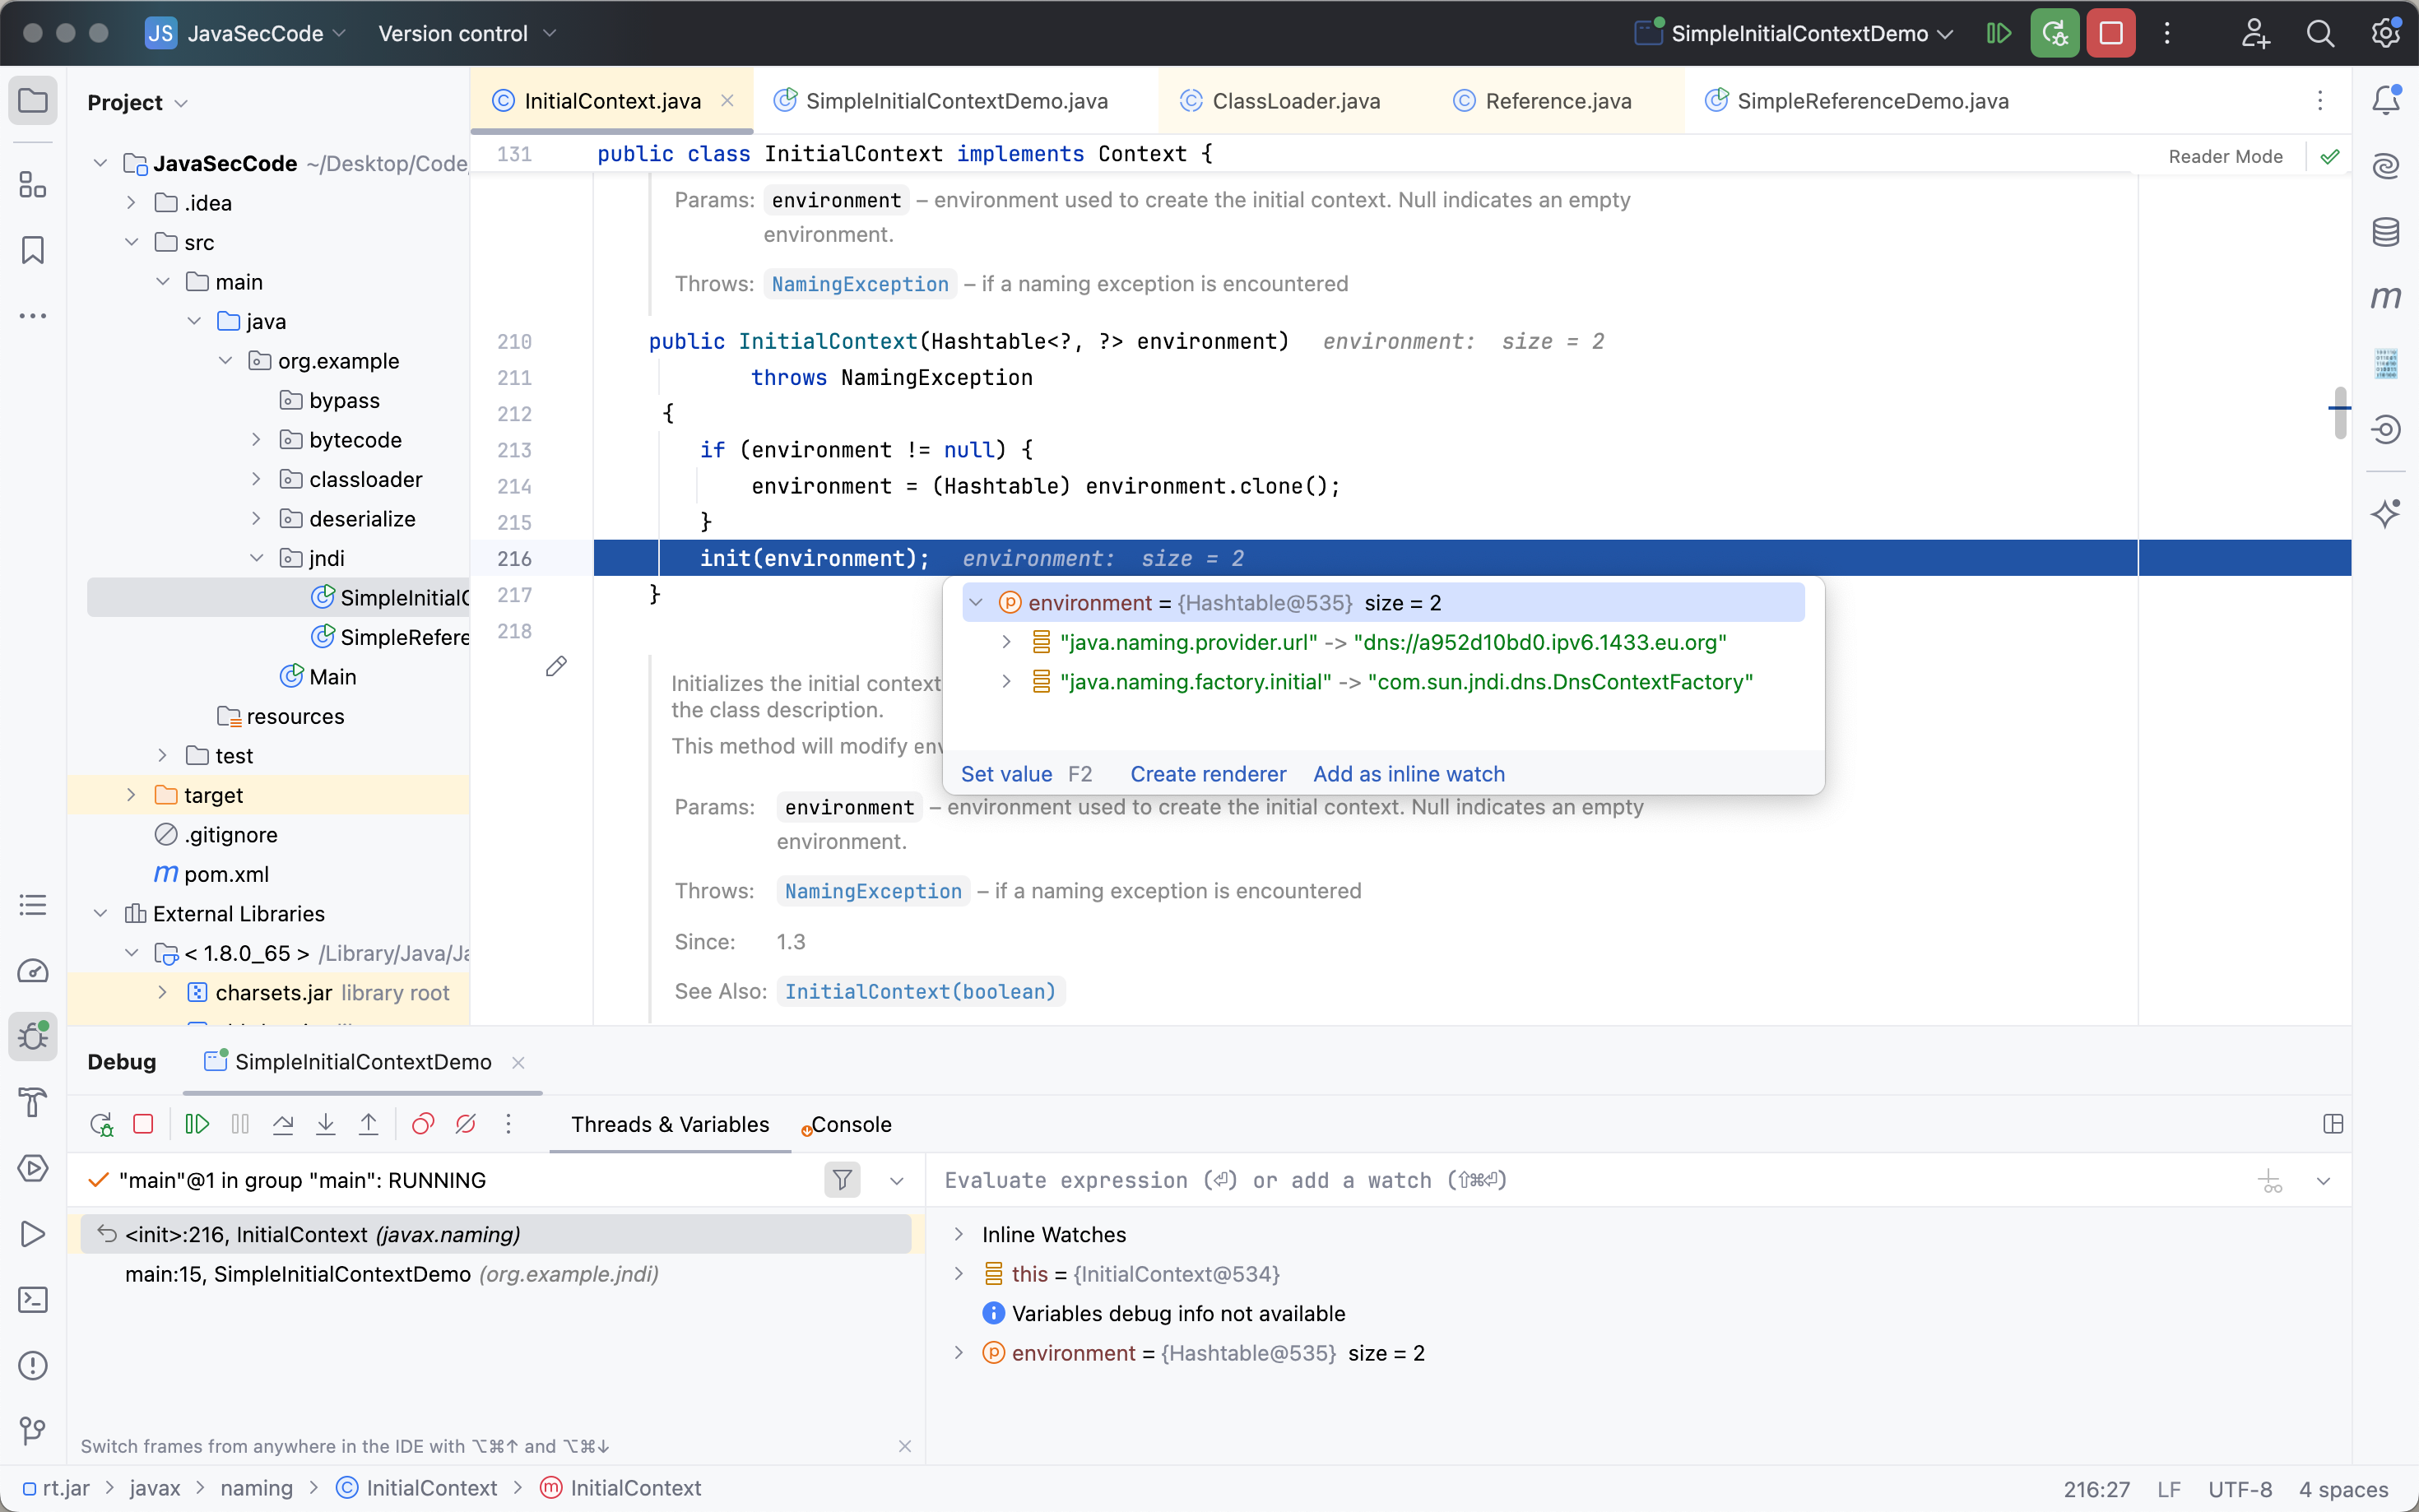 JS JavaSecCode Version control SimpleInitialContextDemo
Project
InitialContext.java SimpleInitialContextDemo.java ClassLoader.java Reference.java SimpleReferenceDemo.java
JavaSecCode ~/Desktop/Code
.idea
src
main
java
org.example
bypass
bytecode
classloader
deserialize
jndi
SimpleInitialC
SimpleRefere
Main
resources
test
target
.gitignore
pom.xml
External Libraries
< 1.8.0_65 > /Library/Java/Ja
charsets.jar library root
131 public class InitialContext implements Context {
Reader Mode
Params: environment – environment used to create the initial context. Null indicates an empty
environment.
Throws: NamingException – if a naming exception is encountered
210 public InitialContext(Hashtable<?, ?> environment) environment: size = 2
211 throws NamingException
212 {
213 if (environment != null) {
214 environment = (Hashtable) environment.clone();
215 }
216 init(environment); environment: size = 2
217 }
218
environment = {Hashtable@535} size = 2
"java.naming.provider.url" -> "dns://a952d10bd0.ipv6.1433.eu.org"
"java.naming.factory.initial" -> "com.sun.jndi.dns.DnsContextFactory"
Set value F2 Create renderer Add as inline watch
Initializes the initial context
the class description.
This method will modify env
Params: environment – environment used to create the initial context. Null indicates an empty
environment.
Throws: NamingException – if a naming exception is encountered
Since: 1.3
See Also: InitialContext(boolean)
Debug SimpleInitialContextDemo
Threads & Variables Console
"main"@1 in group "main": RUNNING
<init>:216, InitialContext (javax.naming)
main:15, SimpleInitialContextDemo (org.example.jndi)
Switch frames from anywhere in the IDE with ⌥⌘↑ and ⌥⌘↓
Evaluate expression (⏎) or add a watch (⇧⌘⏎)
Inline Watches
this = {InitialContext@534}
Variables debug info not available
environment = {Hashtable@535} size = 2
rt.jar > javax > naming > InitialContext > InitialContext
216:27 LF UTF-8 4 spaces